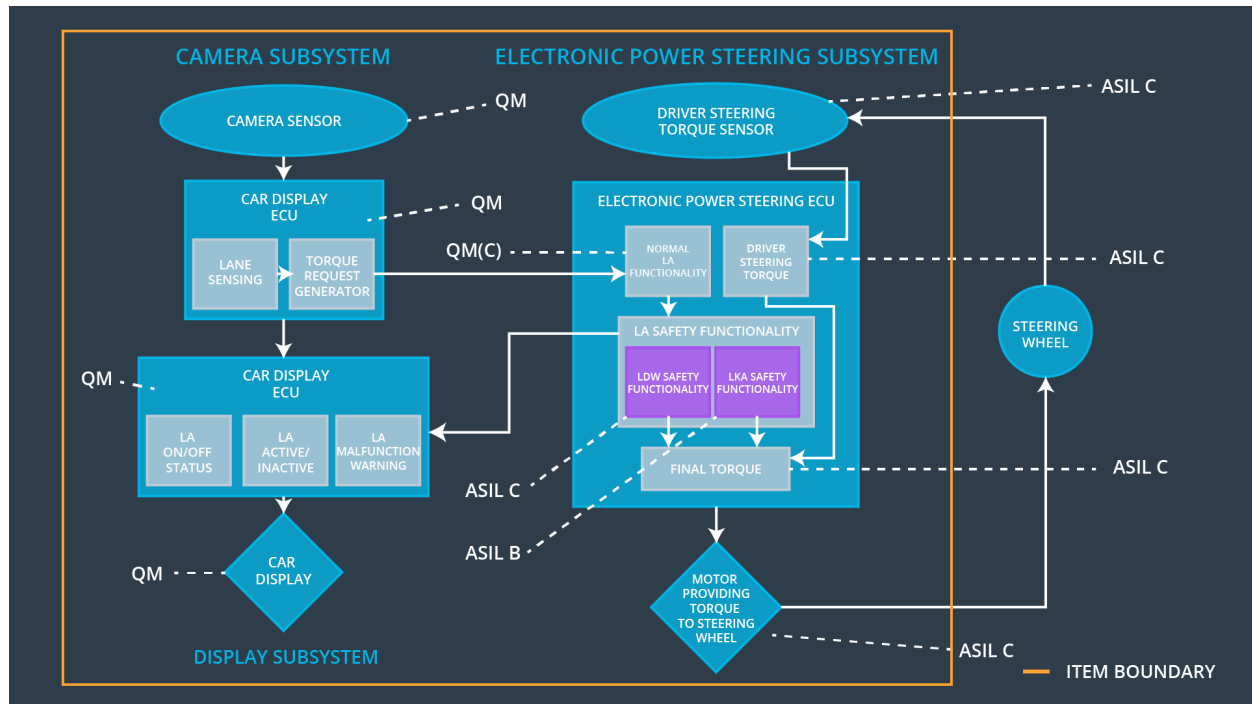 CAMERA SUBSYSTEM
ELECTRONIC POWER STEERING SUBSYSTEM
CAMERA SENSOR
QM
DRIVER STEERING
TORQUE SENSOR
ASIL C
CAR DISPLAY
ECU
QM
LANE
SENSING
TORQUE
REQUEST
GENERATOR
ELECTRONIC POWER STEERING ECU
QM(C)
NORMAL
LA
FUNCTIONALITY
DRIVER
STEERING
TORQUE
ASIL C
LA SAFETY FUNCTIONALITY
LDW SAFETY
FUNCTIONALITY
LKA SAFETY
FUNCTIONALITY
STEERING
WHEEL
QM
CAR DISPLAY
ECU
LA
ON/OFF
STATUS
LA
ACTIVE/
INACTIVE
LA
MALFUNCTION
WARNING
FINAL TORQUE
ASIL C
ASIL C
ASIL B
QM
CAR
DISPLAY
MOTOR
PROVIDING
TORQUE
TO STEERING
WHEEL
ASIL C
DISPLAY SUBSYSTEM
ITEM BOUNDARY